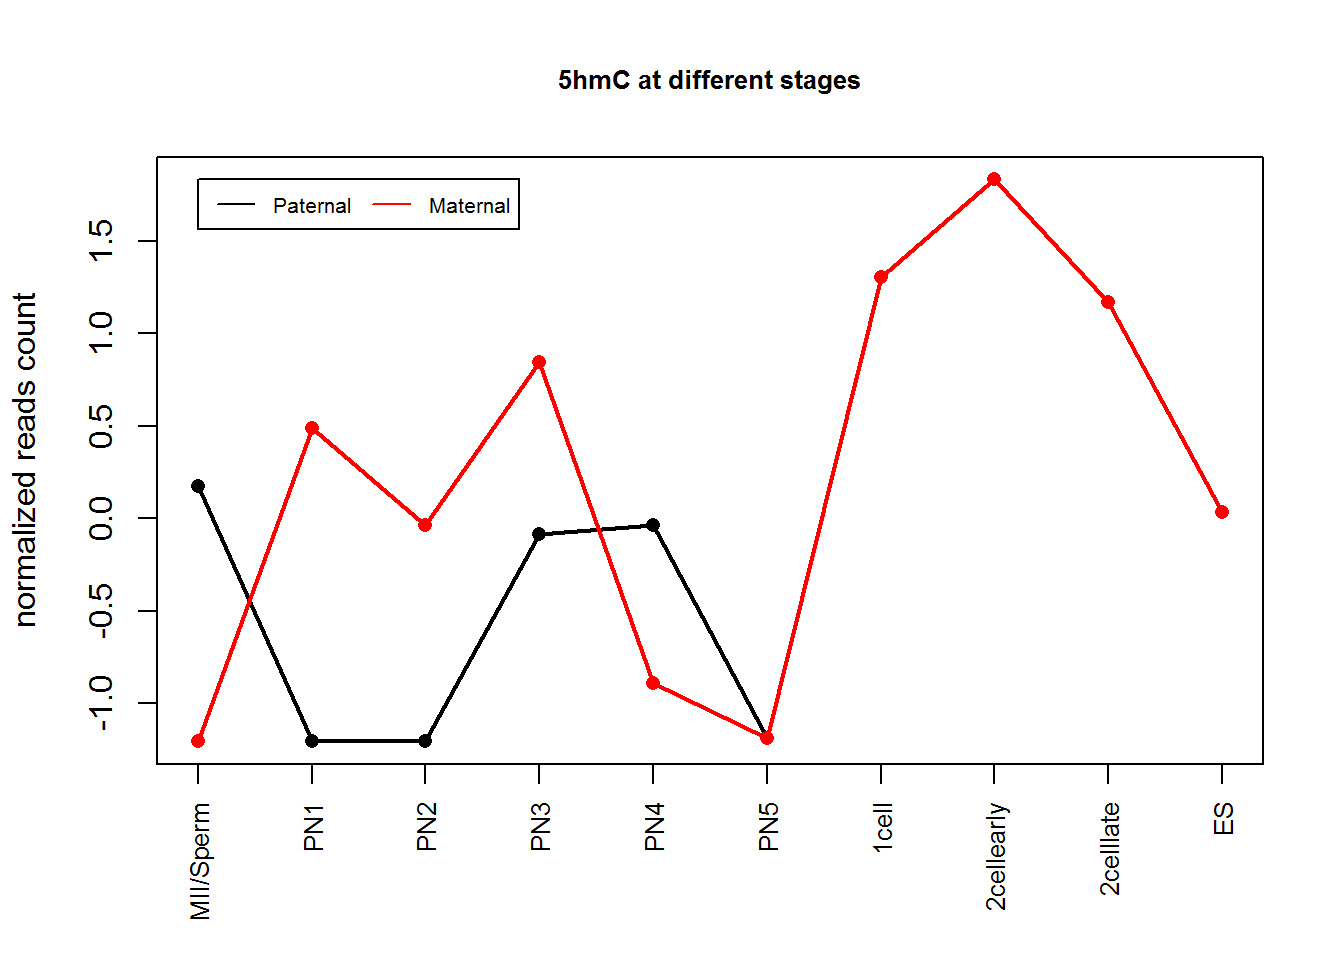 5hmC at different stages
Paternal
Maternal
normalized reads count
1.5
1.0
0.5
0.0
-0.5
-1.0
MII/Sperm
PN1
PN2
PN3
PN4
PN5
1cell
2cellearly
2celllate
ES